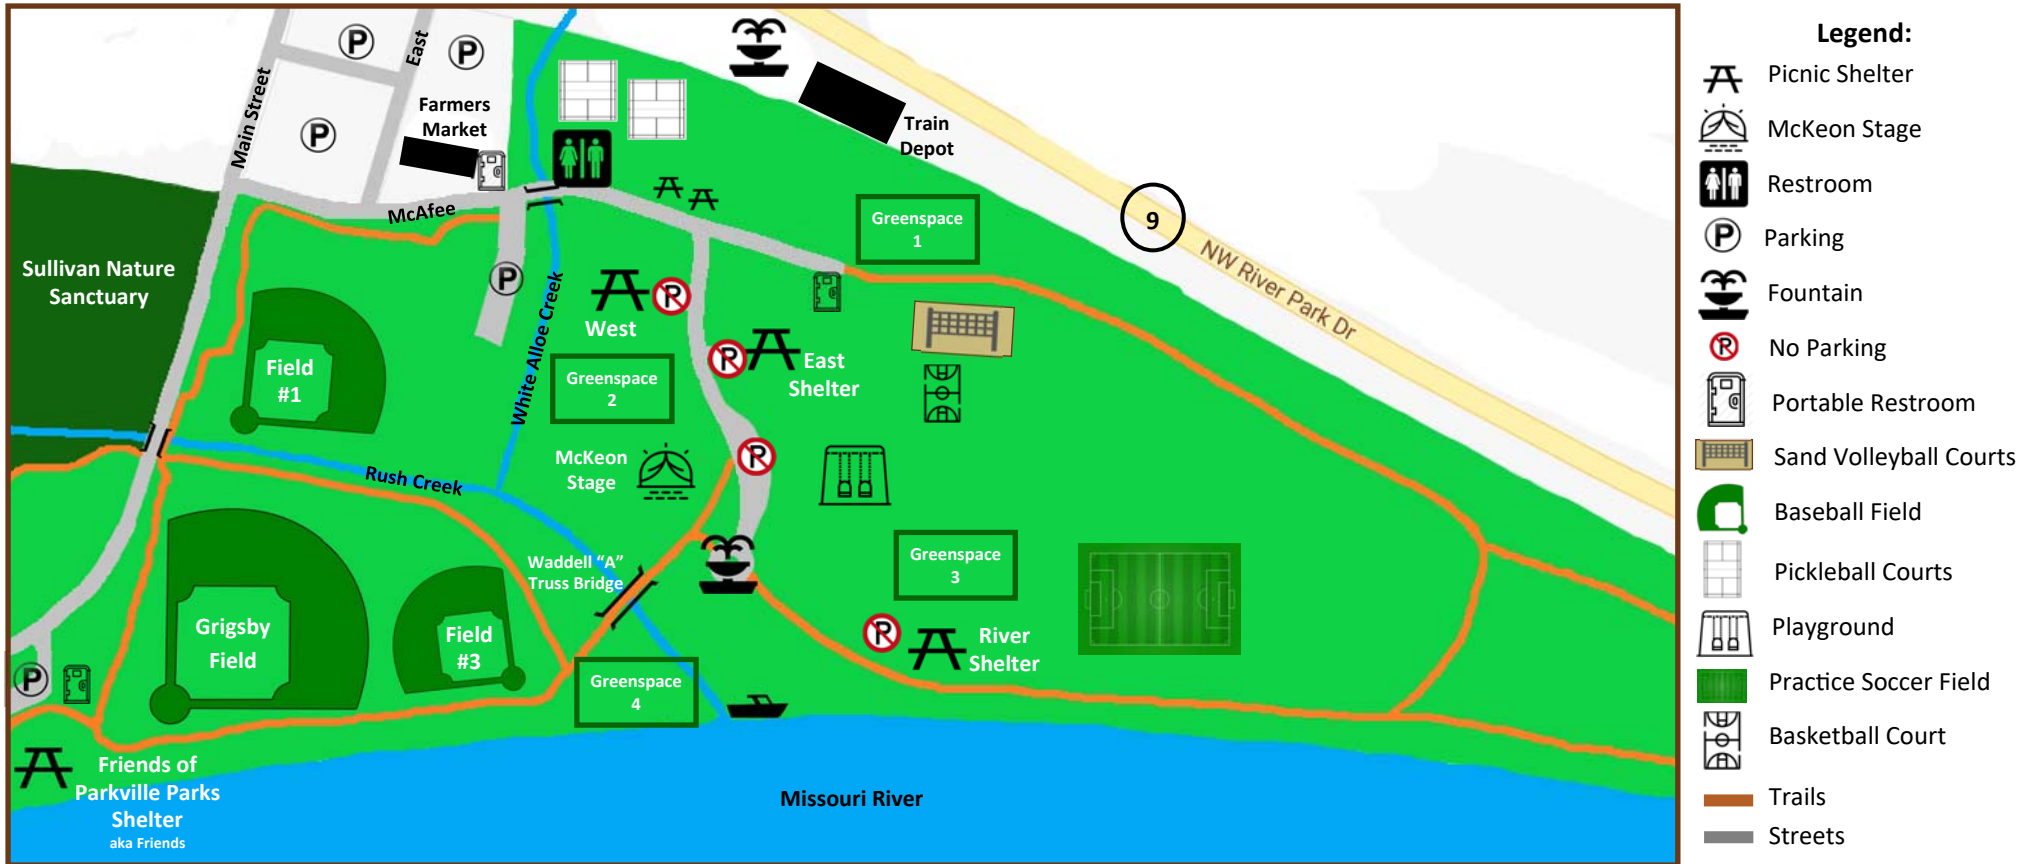 Main Street
East
P
P
P
Farmers
Market
McAfee
Train
Depot
Greenspace
1
9
NW River Park Dr
Sullivan Nature
Sanctuary
P
White Alloe Creek
West
P
P
East
Shelter
Field
#1
Greenspace
2
McKeon
Stage
P
Rush Creek
Waddell “A”
Truss Bridge
Greenspace
3
Grigsby
Field
Field
#3
P
River
Shelter
P
Greenspace
4
Friends of
Parkville Parks
Shelter
aka Friends
Missouri River
Legend:
Picnic Shelter
McKeon Stage
Restroom
P
Parking
Fountain
P
No Parking
Portable Restroom
Sand Volleyball Courts
Baseball Field
Pickleball Courts
Playground
Practice Soccer Field
Basketball Court
Trails
Streets